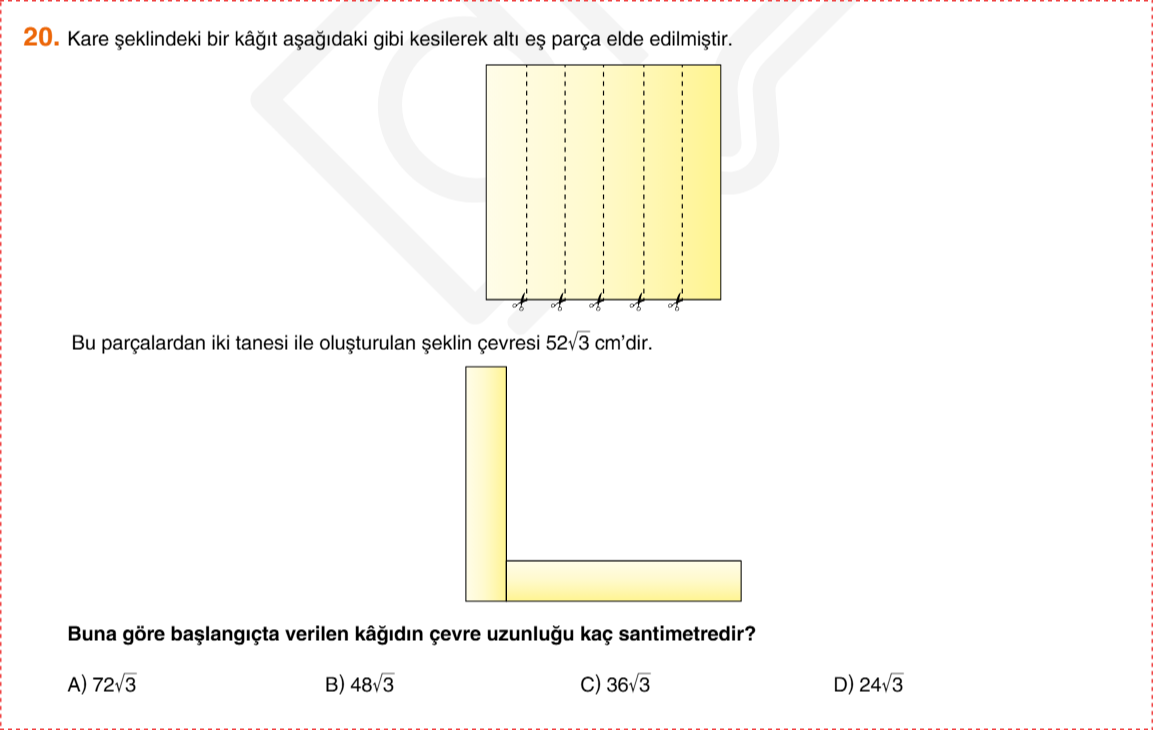 20. Kare şeklindeki bir kâğıt aşağıdaki gibi kesilerek altı eş parça elde edilmiştir.
Bu parçalardan iki tanesi ile oluşturulan şeklin çevresi 52√3 cm'dir.
Buna göre başlangıçta verilen kâğıdın çevre uzunluğu kaç santimetredir?
A) 72√3 B) 48√3 C) 36√3 D) 24√3